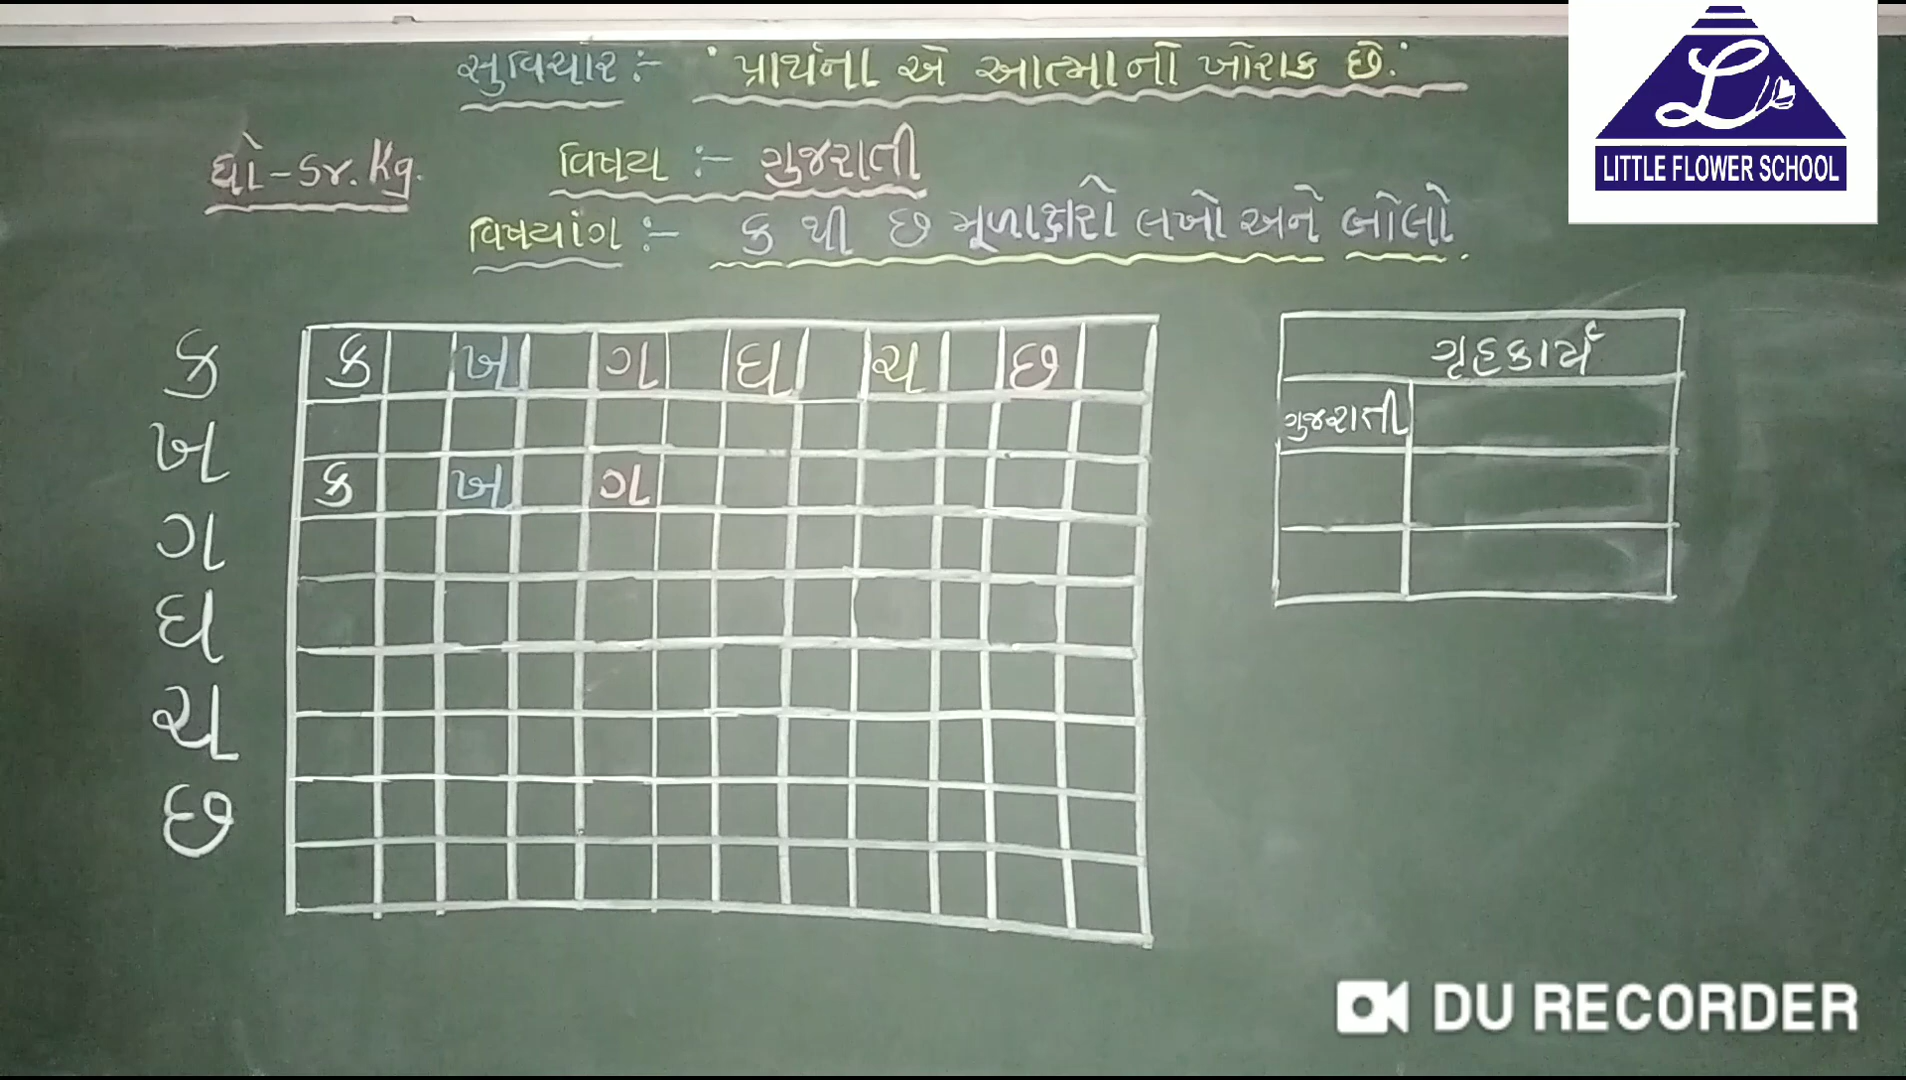 સુવિચાર :- "પ્રાર્થના એ આત્માનો ખોરાક છે."
LITTLE FLOWER SCHOOL
ધો-Sr.Kg.
વિષય :- ગુજરાતી
વિષયાંગ :- ક થી છ મૂળાક્ષરો લખો અને બોલો.
ક
ખ
ગ
ઘ
ચ
છ
ક ખ ગ ઘ ચ છ
ક ખ ગ
ગૃહકાર્ય
ગુજરાતી
DU RECORDER